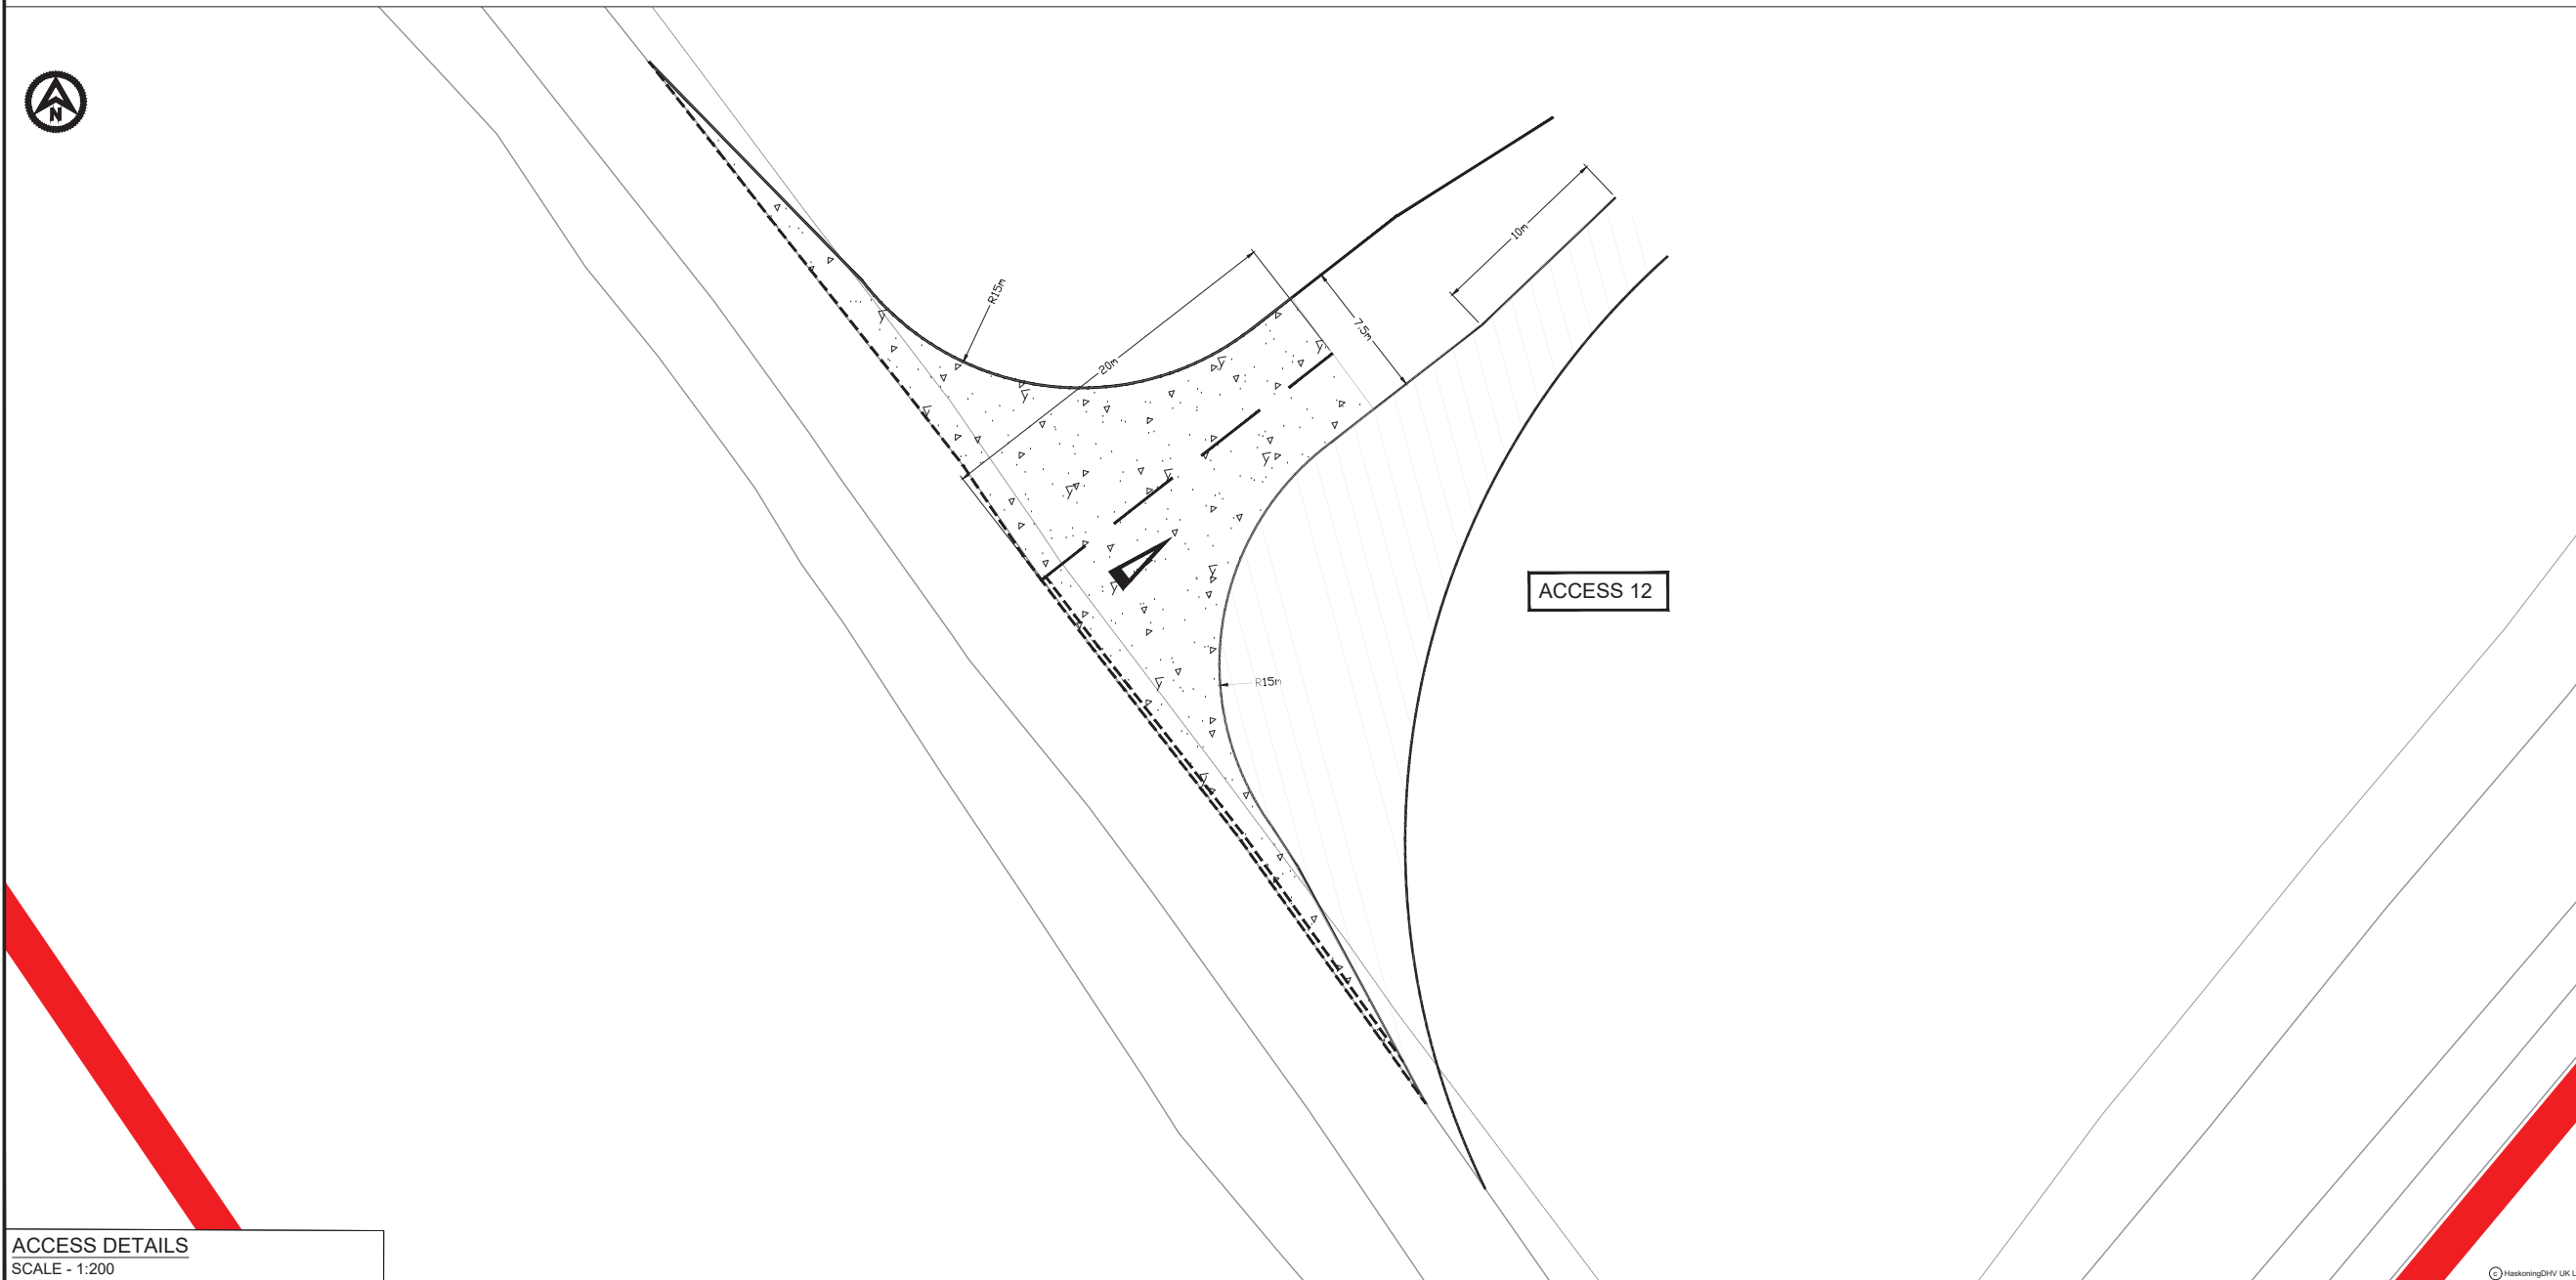 N
10m
R15m
7.5m
20m
ACCESS 12
R15m
ACCESS DETAILS
SCALE - 1:200
© HaskoningDHV UK L